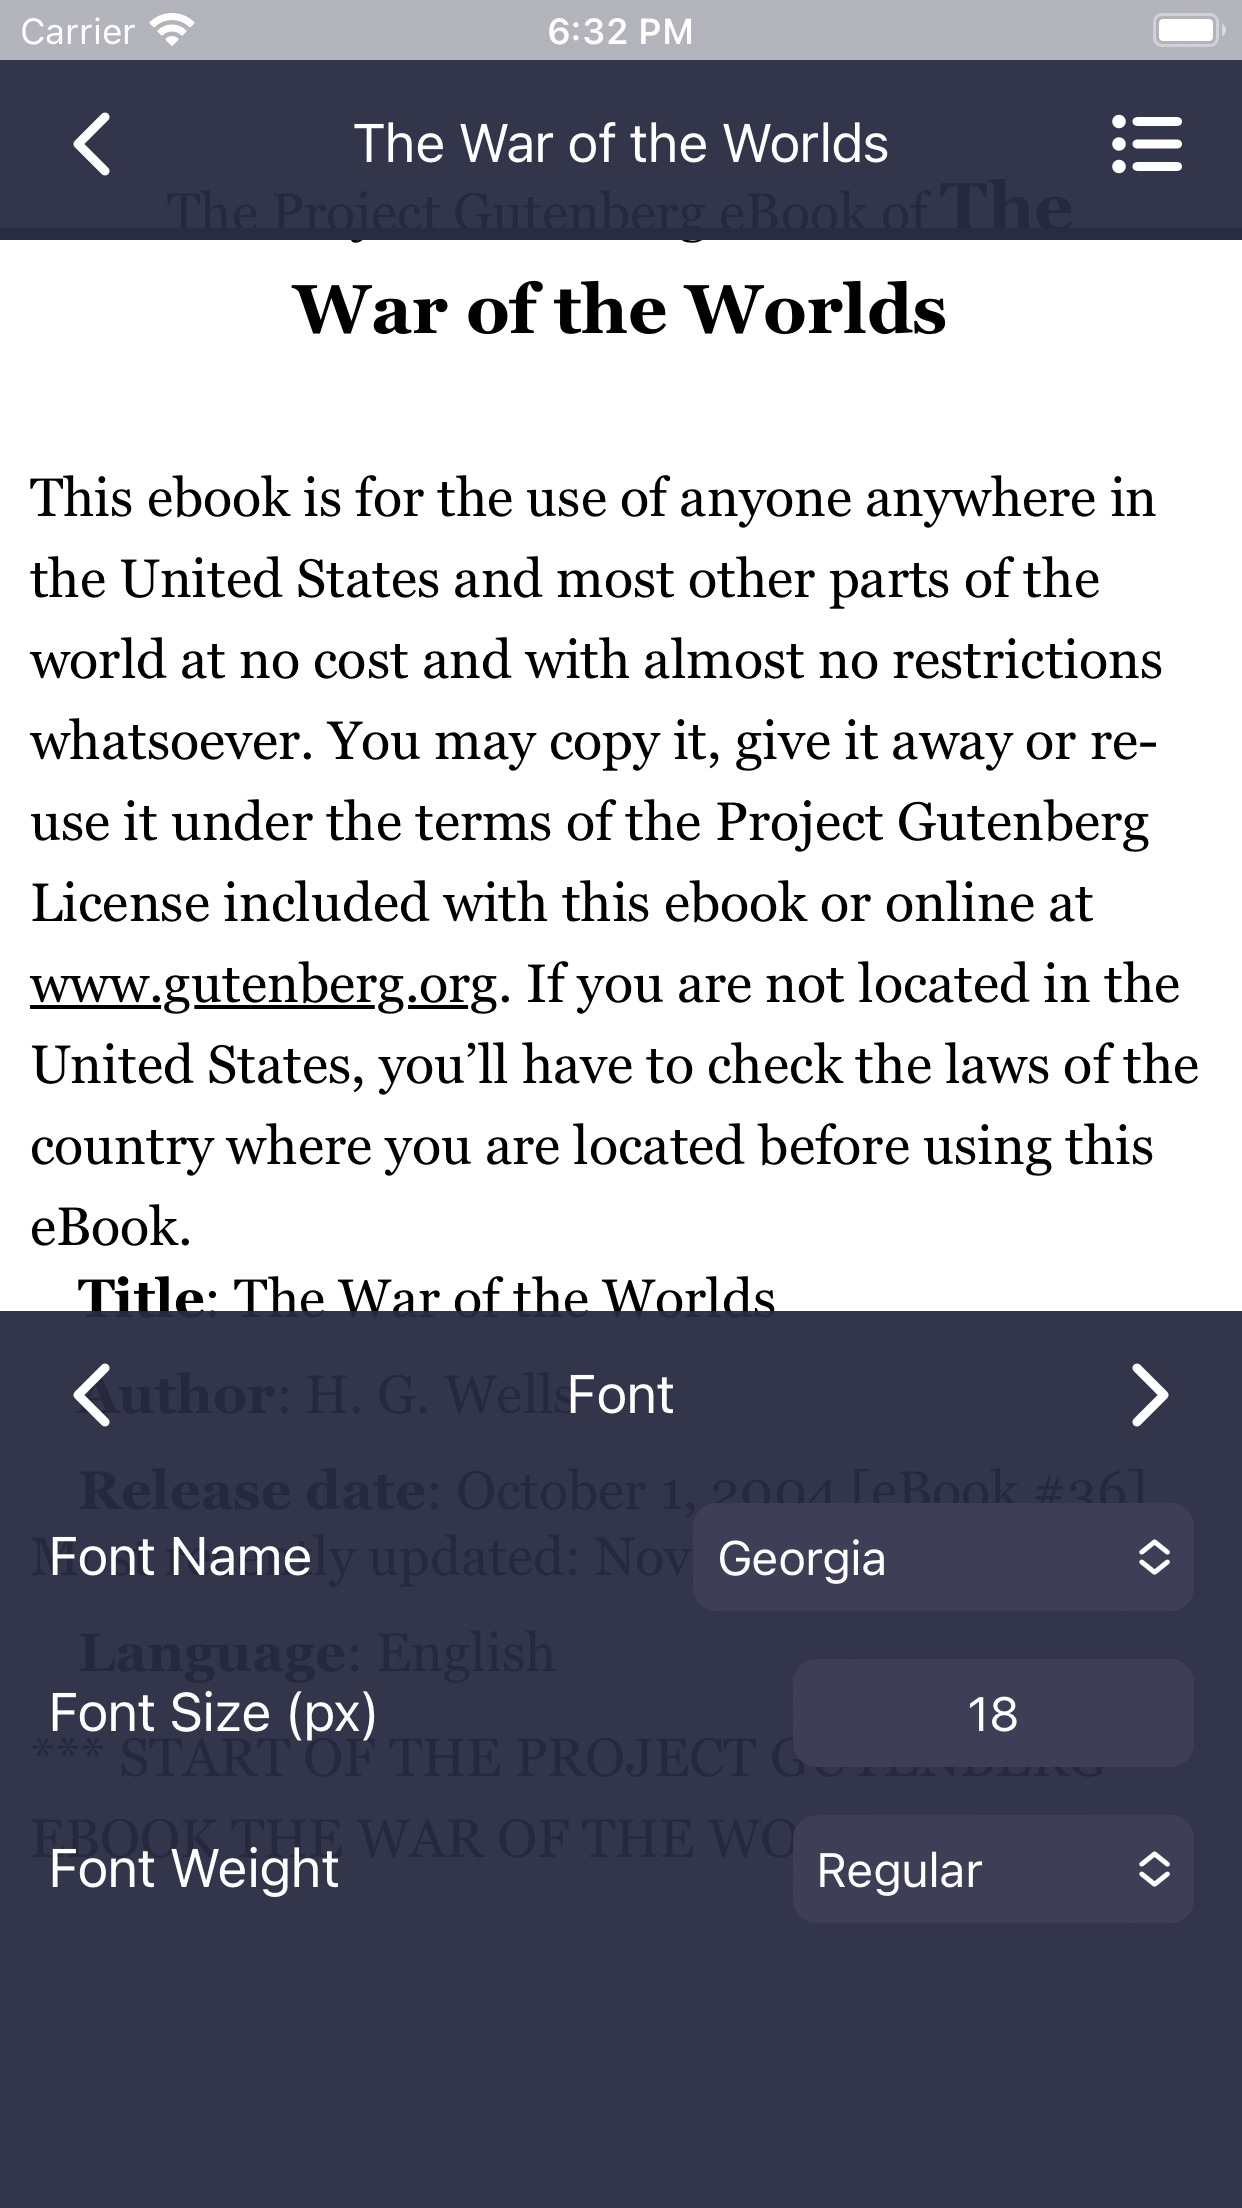 Carrier
6:32 PM
The War of the Worlds
The Project Gutenberg eBook of The
War of the Worlds
This ebook is for the use of anyone anywhere in
the United States and most other parts of the
world at no cost and with almost no restrictions
whatsoever. You may copy it, give it away or re-
use it under the terms of the Project Gutenberg
License included with this ebook or online at
www.gutenberg.org. If you are not located in the
United States, you’ll have to check the laws of the
country where you are located before using this
eBook.
Title: The War of the Worlds
Author: H. G. Wells
Font
Release date: October 1, 2004 [eBook #36]
Font Name
Georgia
updated: Nov
Language: English
Font Size (px)
18
*** START OF THE PROJECT GUTENBERG
EBOOK THE WAR OF THE
Font Weight
Regular